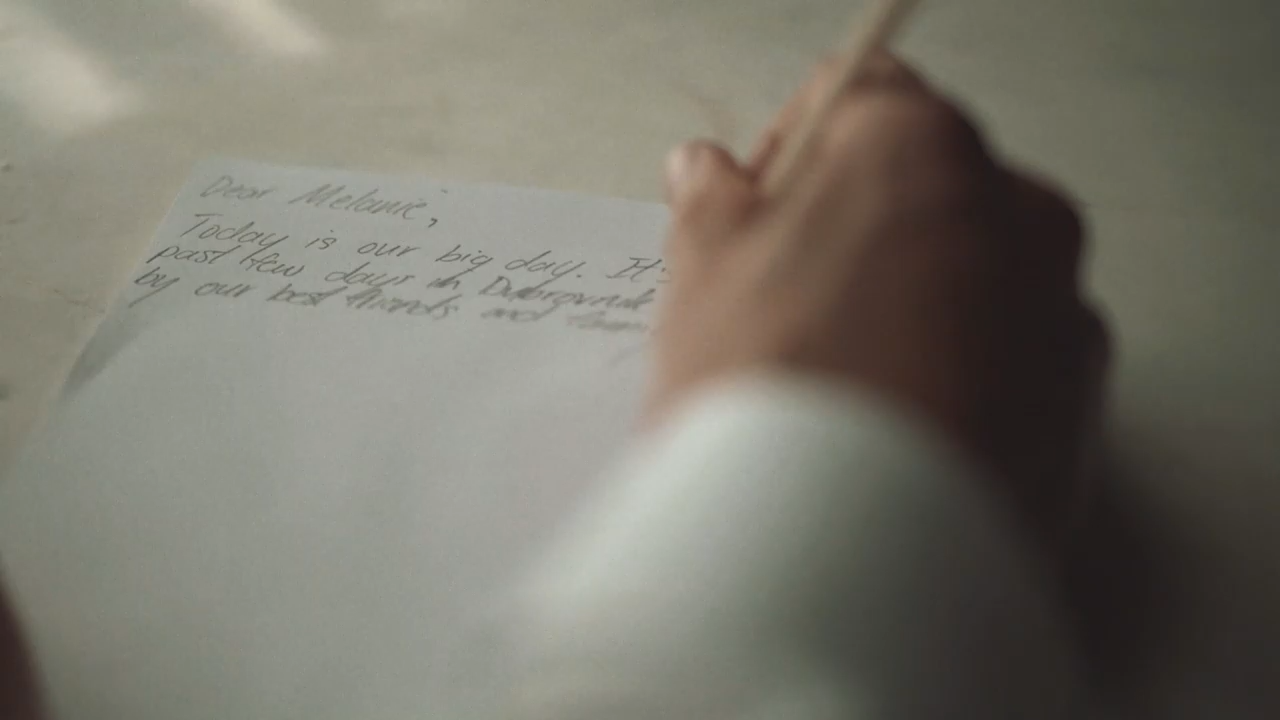 Dear Melanie,
Today is our big day. It's
past few days in Dubrovnik
by our best friends and